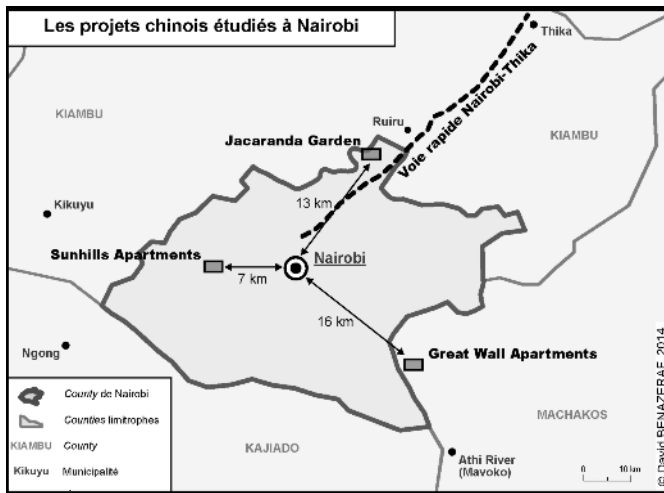 Les projets chinois étudiés à Nairobi
Thika
KIAMBU
Ruiru
Voie rapide Nairobi-Thika
KIAMBU
Jacaranda Garden
13 km
Kikuyu
Sunhills Apartments
Nairobi
7 km
16 km
Ngong
Great Wall Apartments
County de Nairobi
Counties limitrophes
KIAMBU County
Kikuyu Municipalité
KAJIADO
MACHAKOS
Athi River
(Mavoko)
0 10 km
© David BENAZERAF, 2014